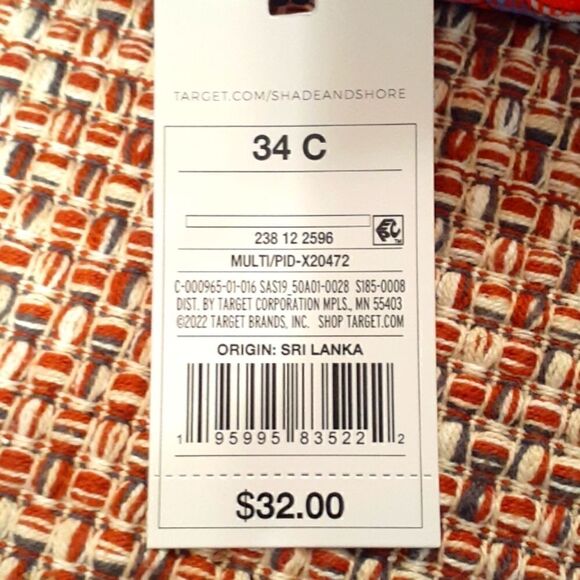 TARGET.COM/SHADEANDSHORE
34 C
238 12 2596
MULTI/PID-X20472
C-000965-01-016 SAS19_50A01-0028 S185-0008
DIST. BY TARGET CORPORATION MPLS., MN 55403
©2022 TARGET BRANDS, INC. SHOP TARGET.COM
ORIGIN: SRI LANKA
1 95995 83522 2
$32.00